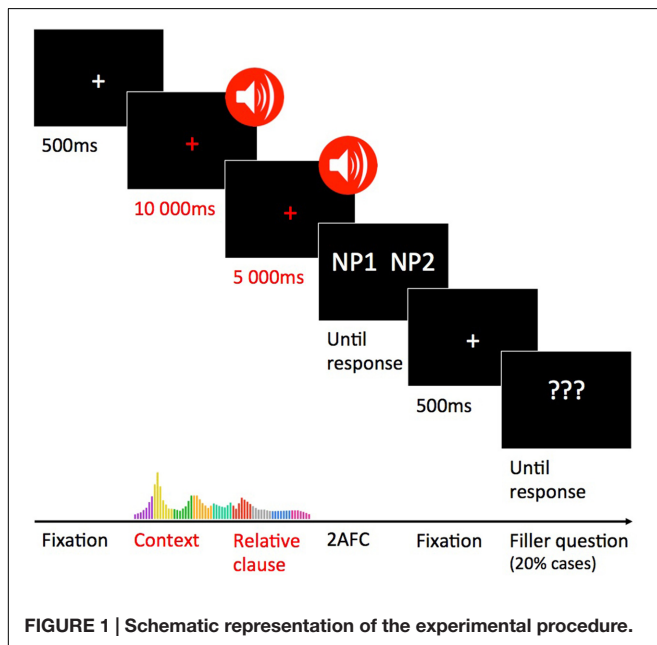 +
500ms
+
10 000ms
+
5 000ms
NP1 NP2
Until
response
+
500ms
???
Until
response
Fixation
Context
Relative
clause
2AFC
Fixation
Filler question
(20% cases)
FIGURE 1 | Schematic representation of the experimental procedure.